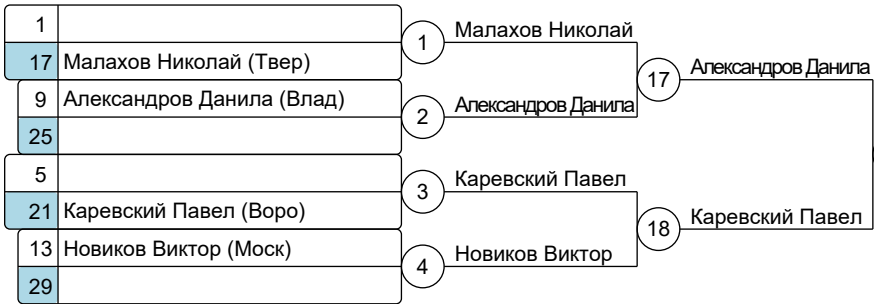 1
17 Малахов Николай (Твер)
9 Александров Данила (Влад)
25
5
21 Каревский Павел (Воро)
13 Новиков Виктор (Моск)
29
1 Малахов Николай
2 Александров Данила
3 Каревский Павел
4 Новиков Виктор
17 Александров Данила
18 Каревский Павел